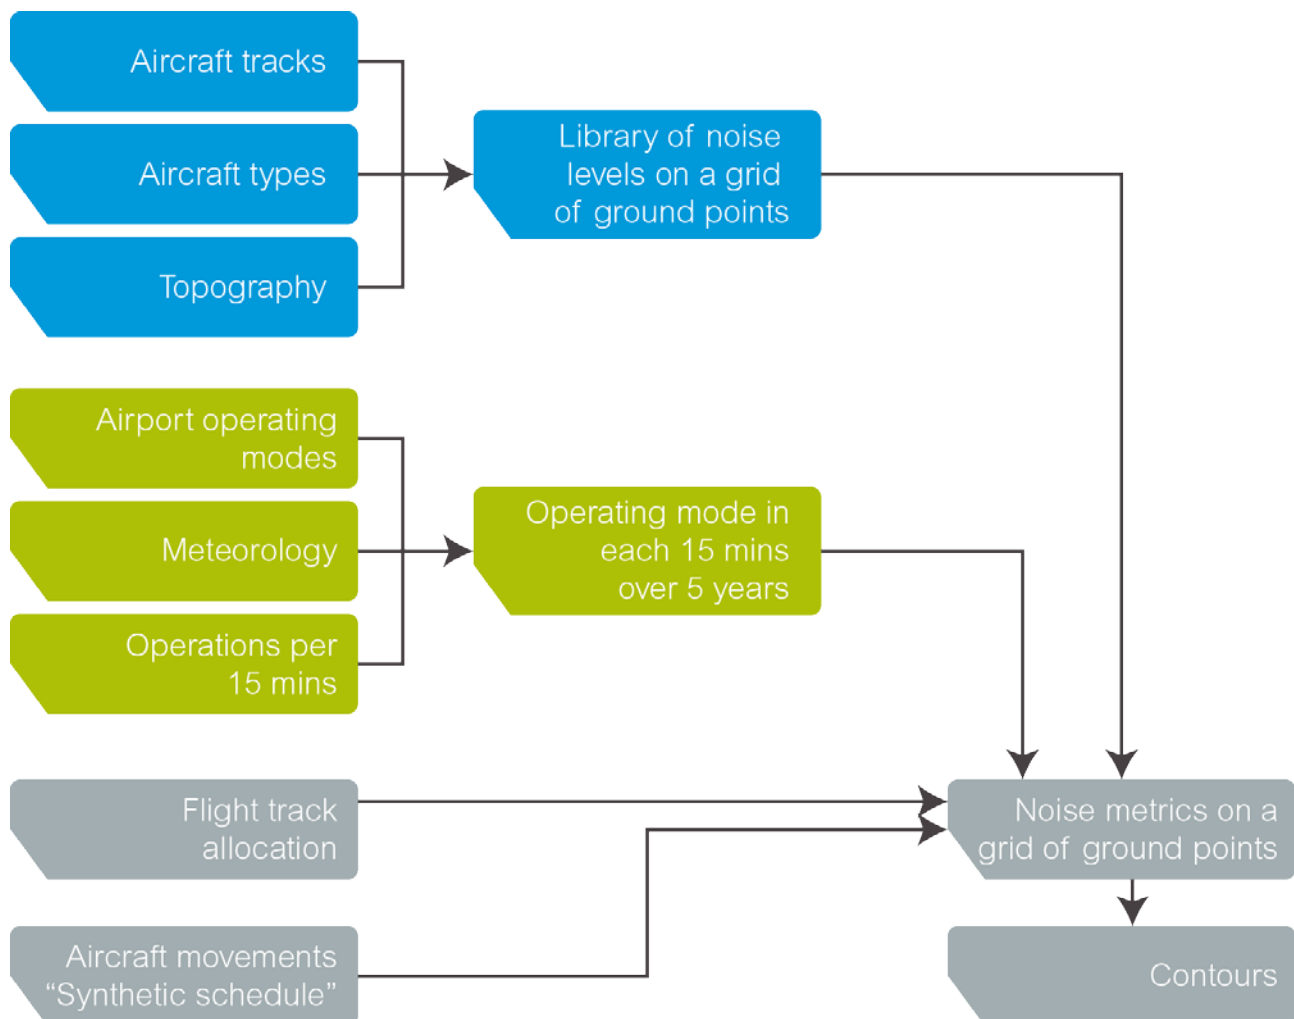 Aircraft tracks
Aircraft types
Topography
Library of noise
levels on a grid
of ground points
Airport operating
modes
Meteorology
Operations per
15 mins
Operating mode in
each 15 mins
over 5 years
Flight track
allocation
Aircraft movements
“Synthetic schedule”
Noise metrics on a
grid of ground points
Contours